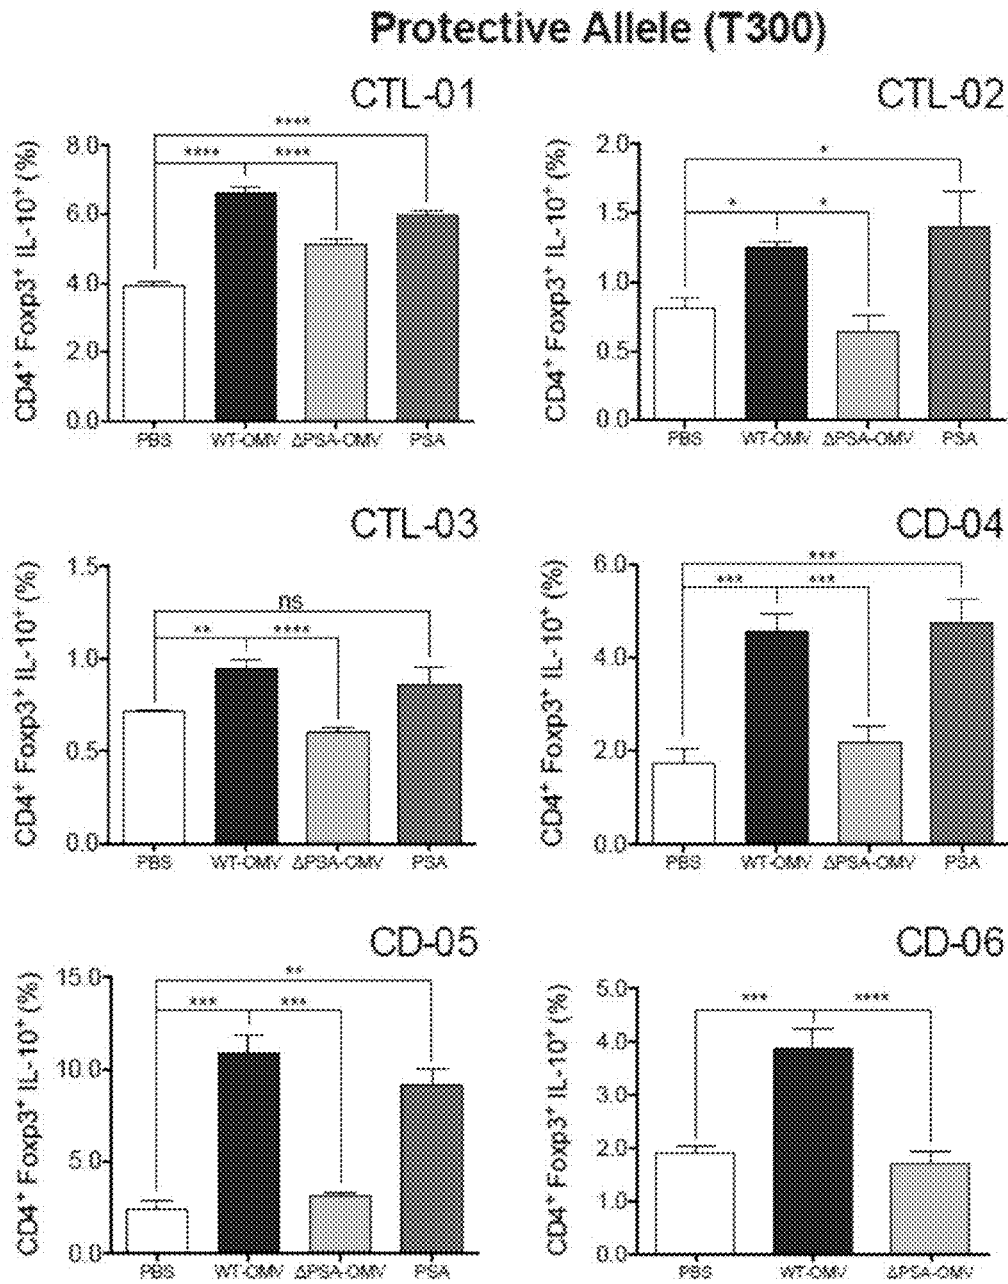 Protective Allele (T300)
CTL-01
CD4⁺ Foxp3⁺ IL-10⁺ (%)
8.0
6.0
4.0
2.0
0.0
****
****
****
PBS
WT-OMV
ΔPSA-OMV
PSA
CTL-02
CD4⁺ Foxp3⁺ IL-10⁺ (%)
2.0
1.5
1.0
0.5
0.0
*
*
*
PBS
WT-OMV
ΔPSA-OMV
PSA
CTL-03
CD4⁺ Foxp3⁺ IL-10⁺ (%)
1.5
1.0
0.5
0.0
ns
**
****
PBS
WT-OMV
ΔPSA-OMV
PSA
CD-04
CD4⁺ Foxp3⁺ IL-10⁺ (%)
6.0
4.0
2.0
0.0
***
***
***
PBS
WT-OMV
ΔPSA-OMV
PSA
CD-05
CD4⁺ Foxp3⁺ IL-10⁺ (%)
15.0
10.0
5.0
0.0
**
***
***
PBS
WT-OMV
ΔPSA-OMV
PSA
CD-06
CD4⁺ Foxp3⁺ IL-10⁺ (%)
5.0
4.0
3.0
2.0
1.0
0.0
***
****
PBS
WT-OMV
ΔPSA-OMV